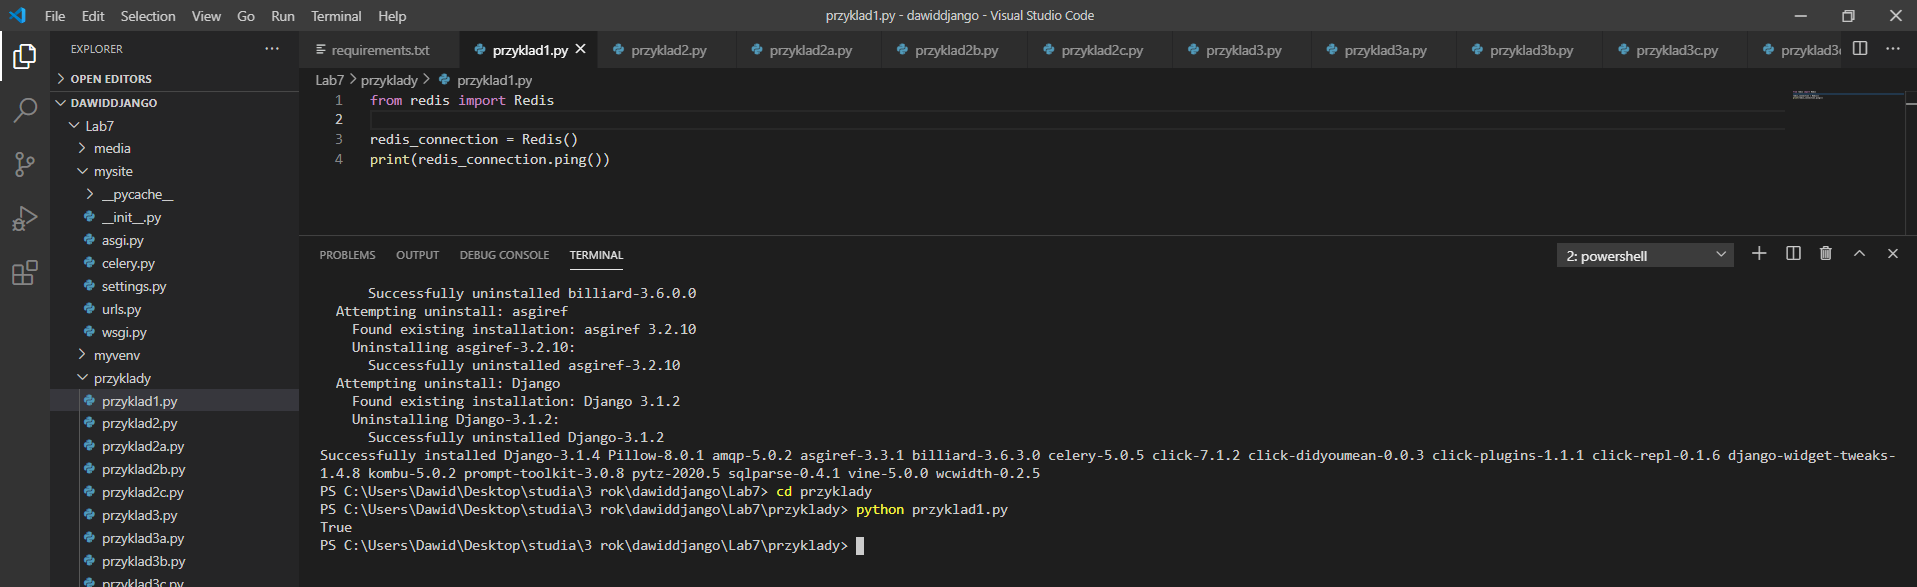 File Edit Selection View Go Run Terminal Help
przyklad1.py - dawiddjango - Visual Studio Code
EXPLORER
OPEN EDITORS
DAWIDDJANGO
Lab7
media
mysite
__pycache__
__init__.py
asgi.py
celery.py
settings.py
urls.py
wsgi.py
myvenv
przyklady
przyklad1.py
przyklad2.py
przyklad2a.py
przyklad2b.py
przyklad2c.py
przyklad3.py
przyklad3a.py
przyklad3b.py
przyklad3c.py
requirements.txt przyklad1.py przyklad2.py przyklad2a.py przyklad2b.py przyklad2c.py przyklad3.py przyklad3a.py przyklad3b.py przyklad3c.py
Lab7 > przyklady > przyklad1.py
1 from redis import Redis
2
3 redis_connection = Redis()
4 print(redis_connection.ping())
PROBLEMS OUTPUT DEBUG CONSOLE TERMINAL
2: powershell
Successfully uninstalled billiard-3.6.0.0
Attempting uninstall: asgiref
Found existing installation: asgiref 3.2.10
Uninstalling asgiref-3.2.10:
Successfully uninstalled asgiref-3.2.10
Attempting uninstall: Django
Found existing installation: Django 3.1.2
Uninstalling Django-3.1.2:
Successfully uninstalled Django-3.1.2
Successfully installed Django-3.1.4 Pillow-8.0.1 amqp-5.0.2 asgiref-3.3.1 billiard-3.6.3.0 celery-5.0.5 click-7.1.2 click-didyoumean-0.0.3 click-plugins-1.1.1 click-repl-0.1.6 django-widget-tweaks-
1.4.8 kombu-5.0.2 prompt-toolkit-3.0.8 pytz-2020.5 sqlparse-0.4.1 vine-5.0.0 wcwidth-0.2.5
PS C:\Users\Dawid\Desktop\studia\3 rok\dawiddjango\Lab7> cd przyklady
PS C:\Users\Dawid\Desktop\studia\3 rok\dawiddjango\Lab7\przyklady> python przyklad1.py
True
PS C:\Users\Dawid\Desktop\studia\3 rok\dawiddjango\Lab7\przyklady>